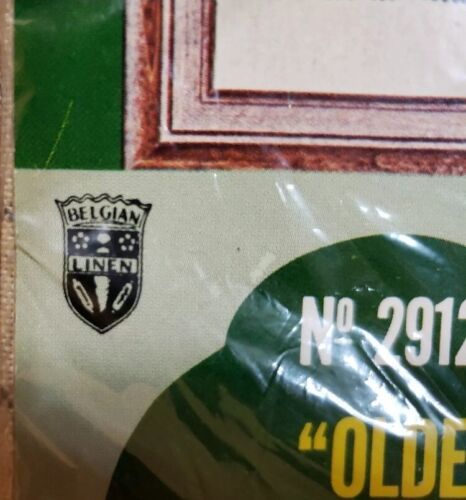 BELGIAN
LINEN
Nº 2912
"OLDE